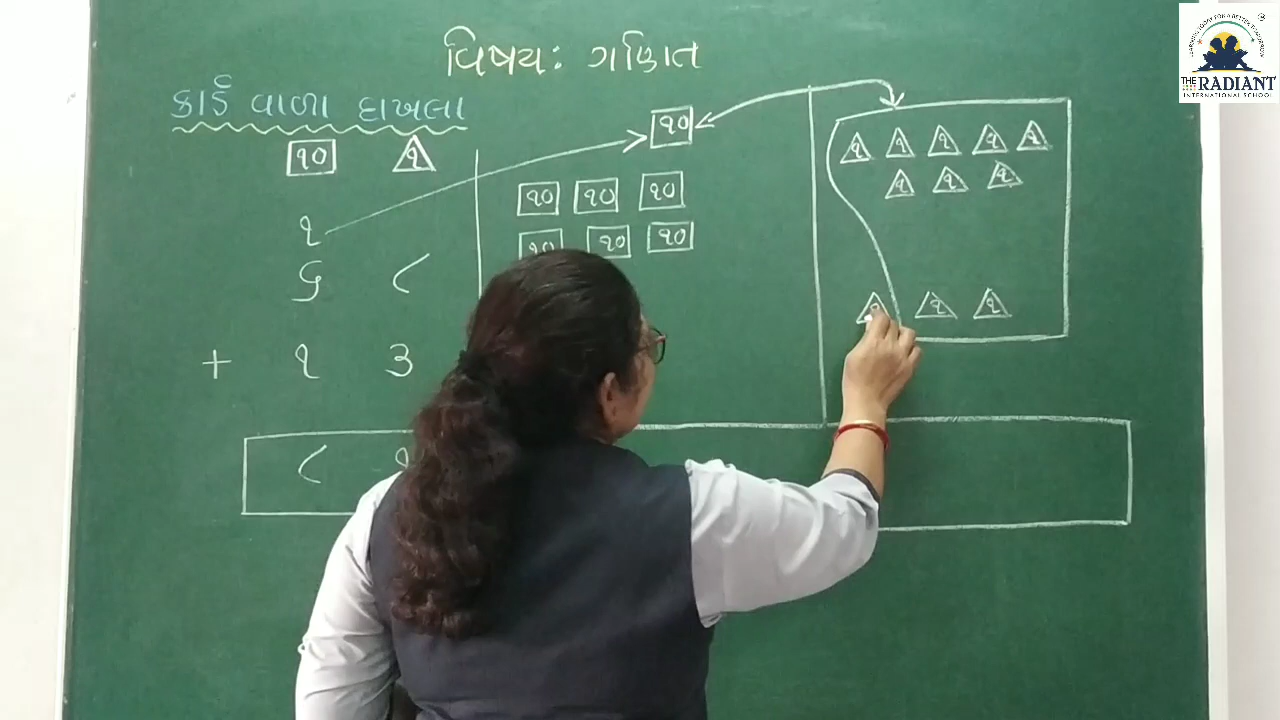 વિષય: ગણિત
કાર્ડ વાળા દાખલા
૧૦ ૧
૧
૬ ૮
+ ૧ ૩
૮ ૧
૧૦
૧૦ ૧૦ ૧૦
૧૦ ૧૦ ૧૦
૧ ૧ ૧ ૧ ૧
૧ ૧ ૧
૧ ૧ ૧
THE RADIANT
INTERNATIONAL SCHOOL